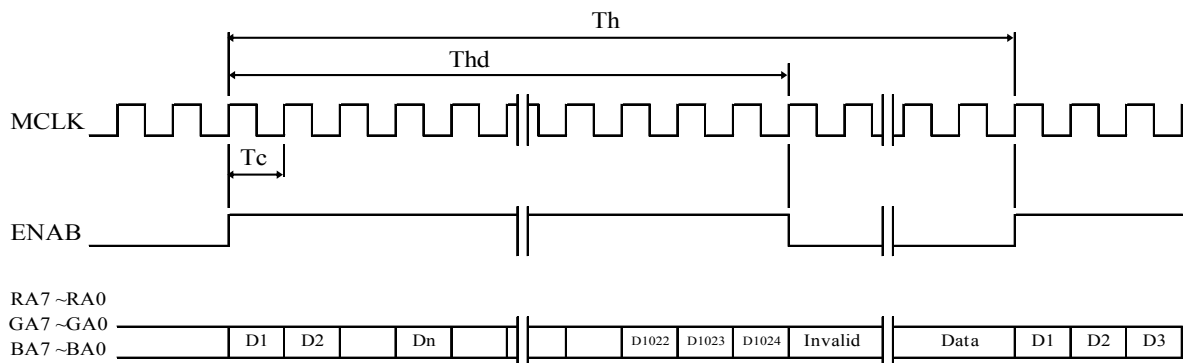 Th
Thd
MCLK
Tc
ENAB
RA7 ~RA0
GA7 ~GA0
BA7 ~BA0
D1 D2 Dn D1022 D1023 D1024 Invalid Data D1 D2 D3